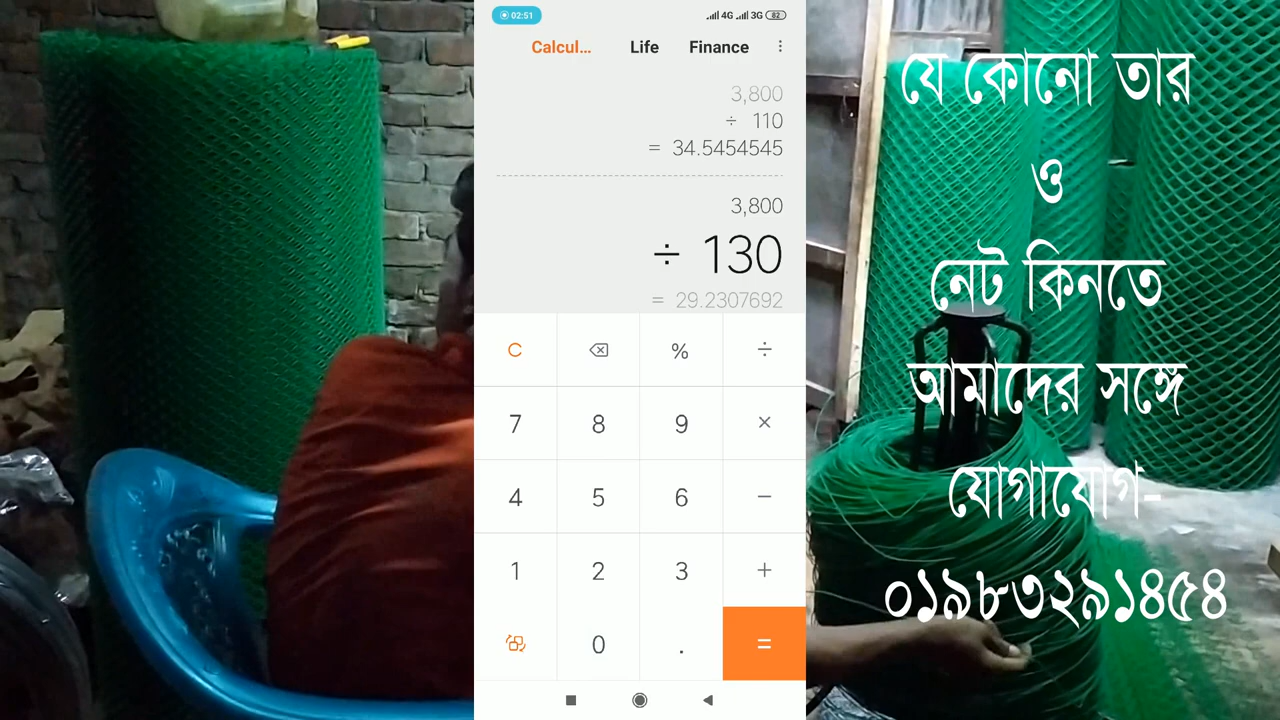 02:51 4G 3G 82
Calcul... Life Finance
3,800
÷ 110
= 34.5454545
3,800
÷ 130
= 29.2307692
C % ÷
7 8 9 ×
4 5 6 −
1 2 3 +
0 . =
যে কোনো তার
ও
নেট কিনতে
আমাদের সঙ্গে
যোগাযোগ-
০১৯৮৩২৯১৪৫৪